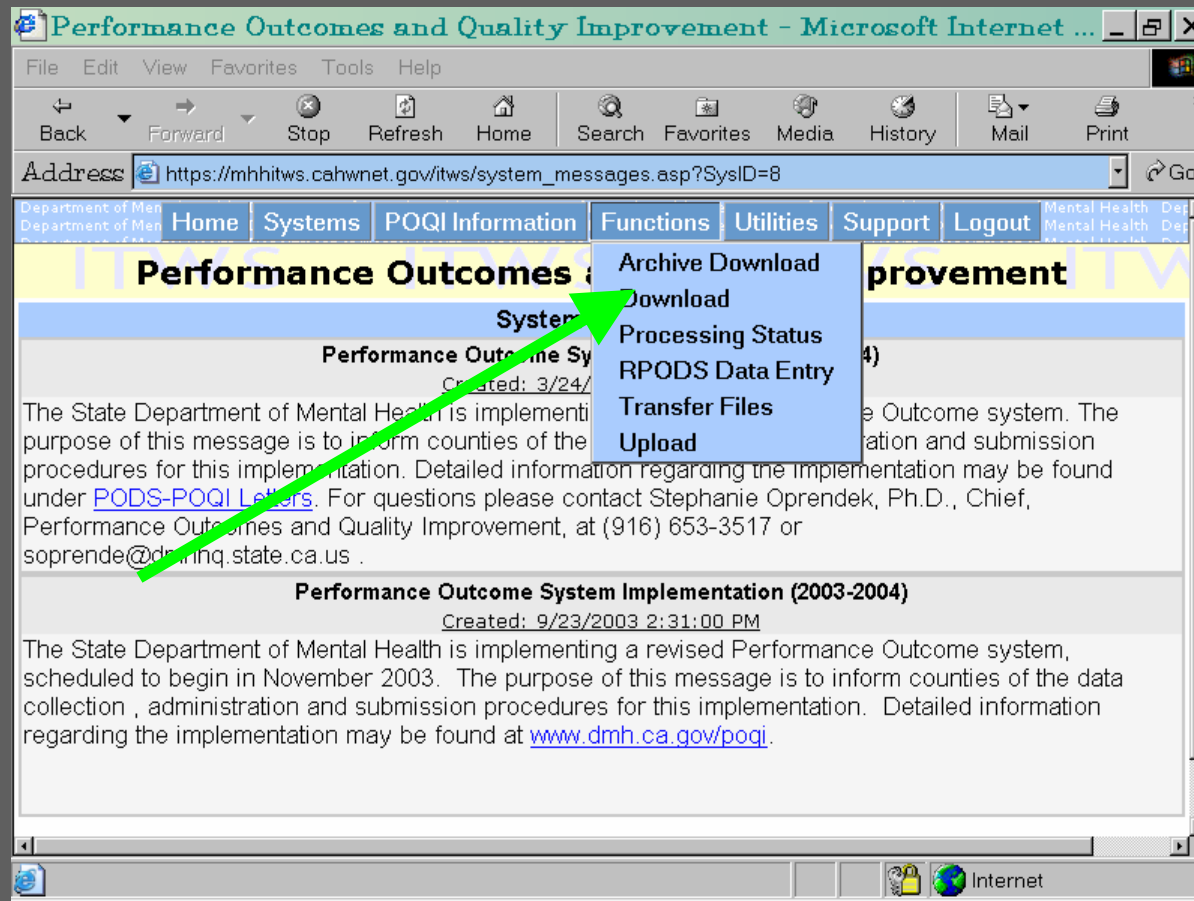 Performance Outcomes and Quality Improvement - Microsoft Internet ...
File Edit View Favorites Tools Help
Back Forward Stop Refresh Home Search Favorites Media History Mail Print
Address https://mhhitws.cahwnet.gov/itws/system_messages.asp?SysID=8 Go
Home Systems POQI Information Functions Utilities Support Logout
Archive Download
Download
Processing Status
RPODS Data Entry
Transfer Files
Upload
Performance Outcomes
System
Performance Outcome Sy 4)
Created: 3/24/
The State Department of Mental Health is implementi e Outcome system. The
purpose of this message is to inform counties of the ration and submission
procedures for this implementation. Detailed information regarding the implementation may be found
under PODS-POQI Letters. For questions please contact Stephanie Oprendek, Ph.D., Chief,
Performance Outcomes and Quality Improvement, at (916) 653-3517 or
soprende@dmhhq.state.ca.us .
Performance Outcome System Implementation (2003-2004)
Created: 9/23/2003 2:31:00 PM
The State Department of Mental Health is implementing a revised Performance Outcome system,
scheduled to begin in November 2003. The purpose of this message is to inform counties of the data
collection , administration and submission procedures for this implementation. Detailed information
regarding the implementation may be found at www.dmh.ca.gov/poqi.
Internet